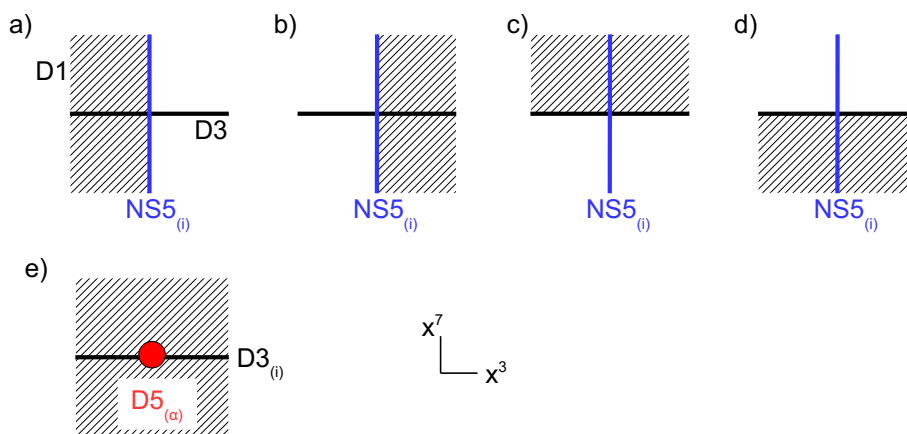 a)
b)
c)
d)
D1
D3
NS5(i)
NS5(i)
NS5(i)
NS5(i)
e)
x7
D3(i)
x3
D5(α)